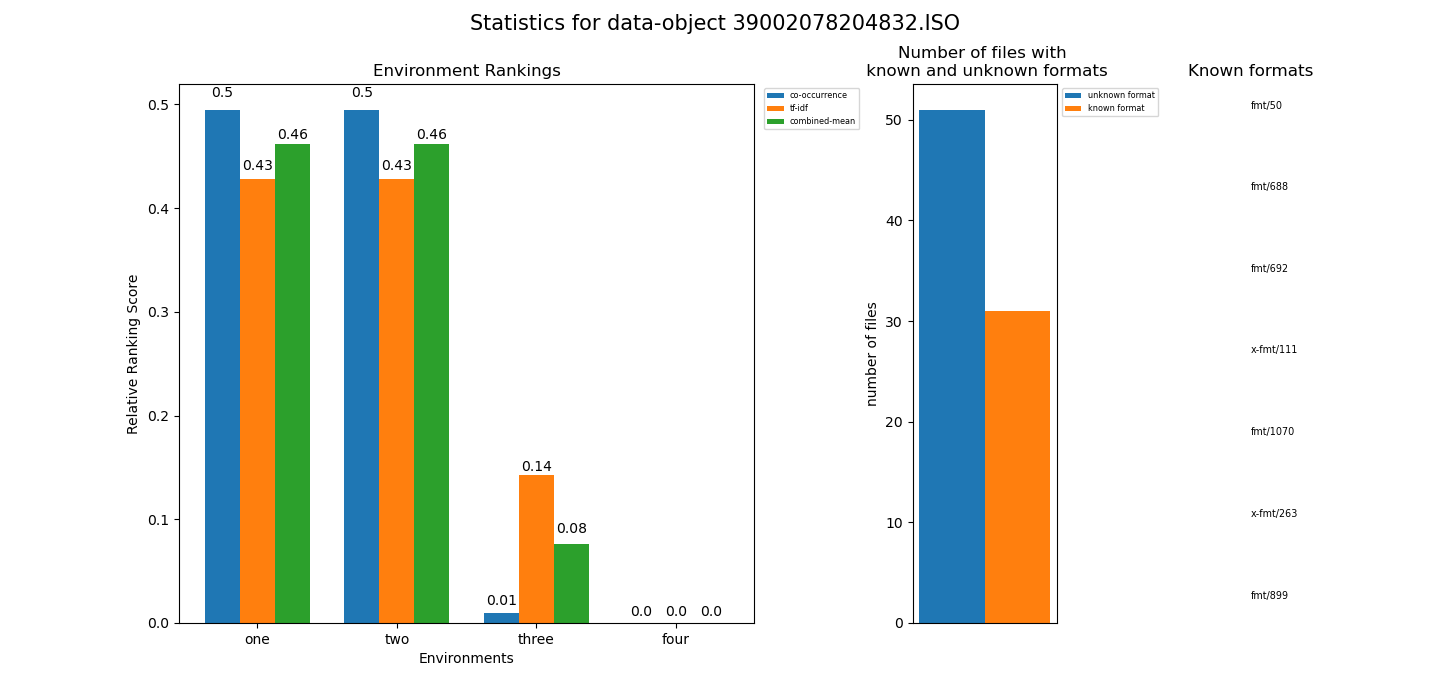 Statistics for data-object 39002078204832.ISO
Environment Rankings
Relative Ranking Score
0.5
0.4
0.3
0.2
0.1
0.0
0.5
0.43
0.46
0.5
0.43
0.46
0.01
0.14
0.08
0.0
0.0
0.0
one
two
three
four
Environments
co-occurrence
tf-idf
combined-mean
Number of files with
known and unknown formats
number of files
50
40
30
20
10
0
unknown format
known format
Known formats
fmt/50
fmt/688
fmt/692
x-fmt/111
fmt/1070
x-fmt/263
fmt/899